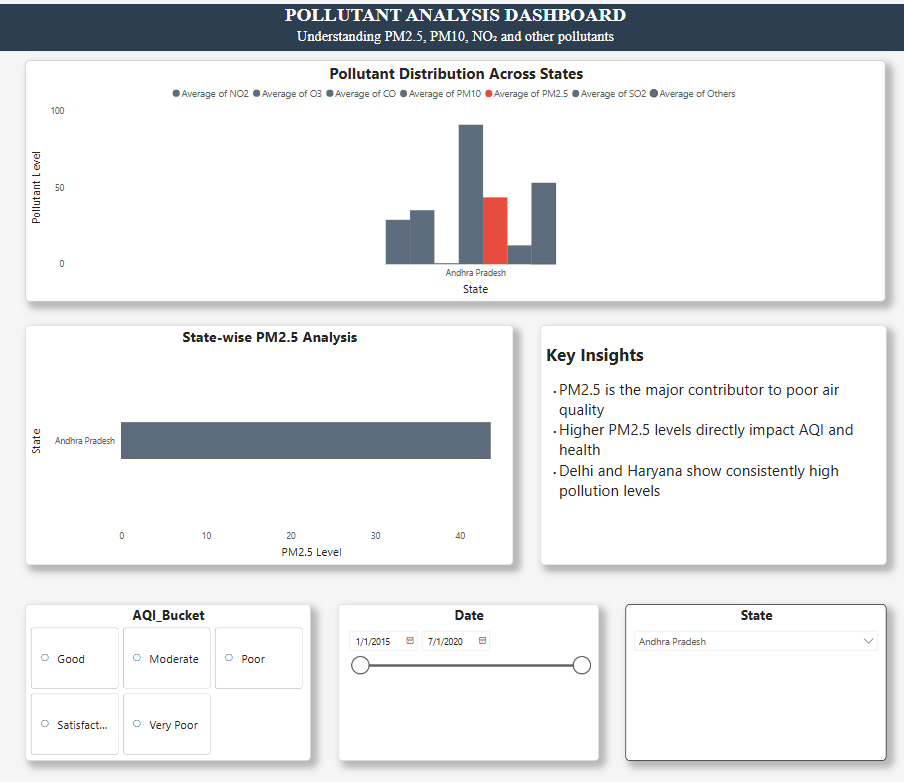 POLLUTANT ANALYSIS DASHBOARD
Understanding PM2.5, PM10, NO₂ and other pollutants
Pollutant Distribution Across States
Average of NO2 Average of O3 Average of CO Average of PM10 Average of PM2.5 Average of SO2 Average of Others
100
50
0
Pollutant Level
Andhra Pradesh
State
State-wise PM2.5 Analysis
State
Andhra Pradesh
0 10 20 30 40
PM2.5 Level
Key Insights
• PM2.5 is the major contributor to poor air
quality
• Higher PM2.5 levels directly impact AQI and
health
• Delhi and Haryana show consistently high
pollution levels
AQI_Bucket
Good Moderate Poor
Satisfact... Very Poor
Date
1/1/2015 7/1/2020
State
Andhra Pradesh